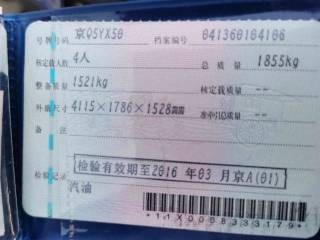 号牌号码 京Q5YX50 档案编号 041360104106
核定载人数 4人 总质量 1855kg
整备质量 1521kg 核定载质量 --
外廓尺寸 4115×1786×1528mm 准牵引总质量 --
备注
检验有效期至2016年03月京A(01)
检验记录
汽油
*11X0008333179*